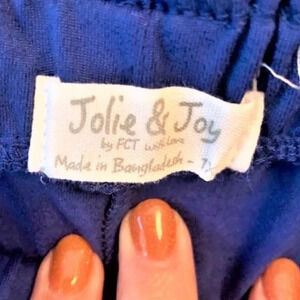 Jolie & Joy
by FCT with love
Made in Bangladesh -